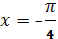 x = -π/4